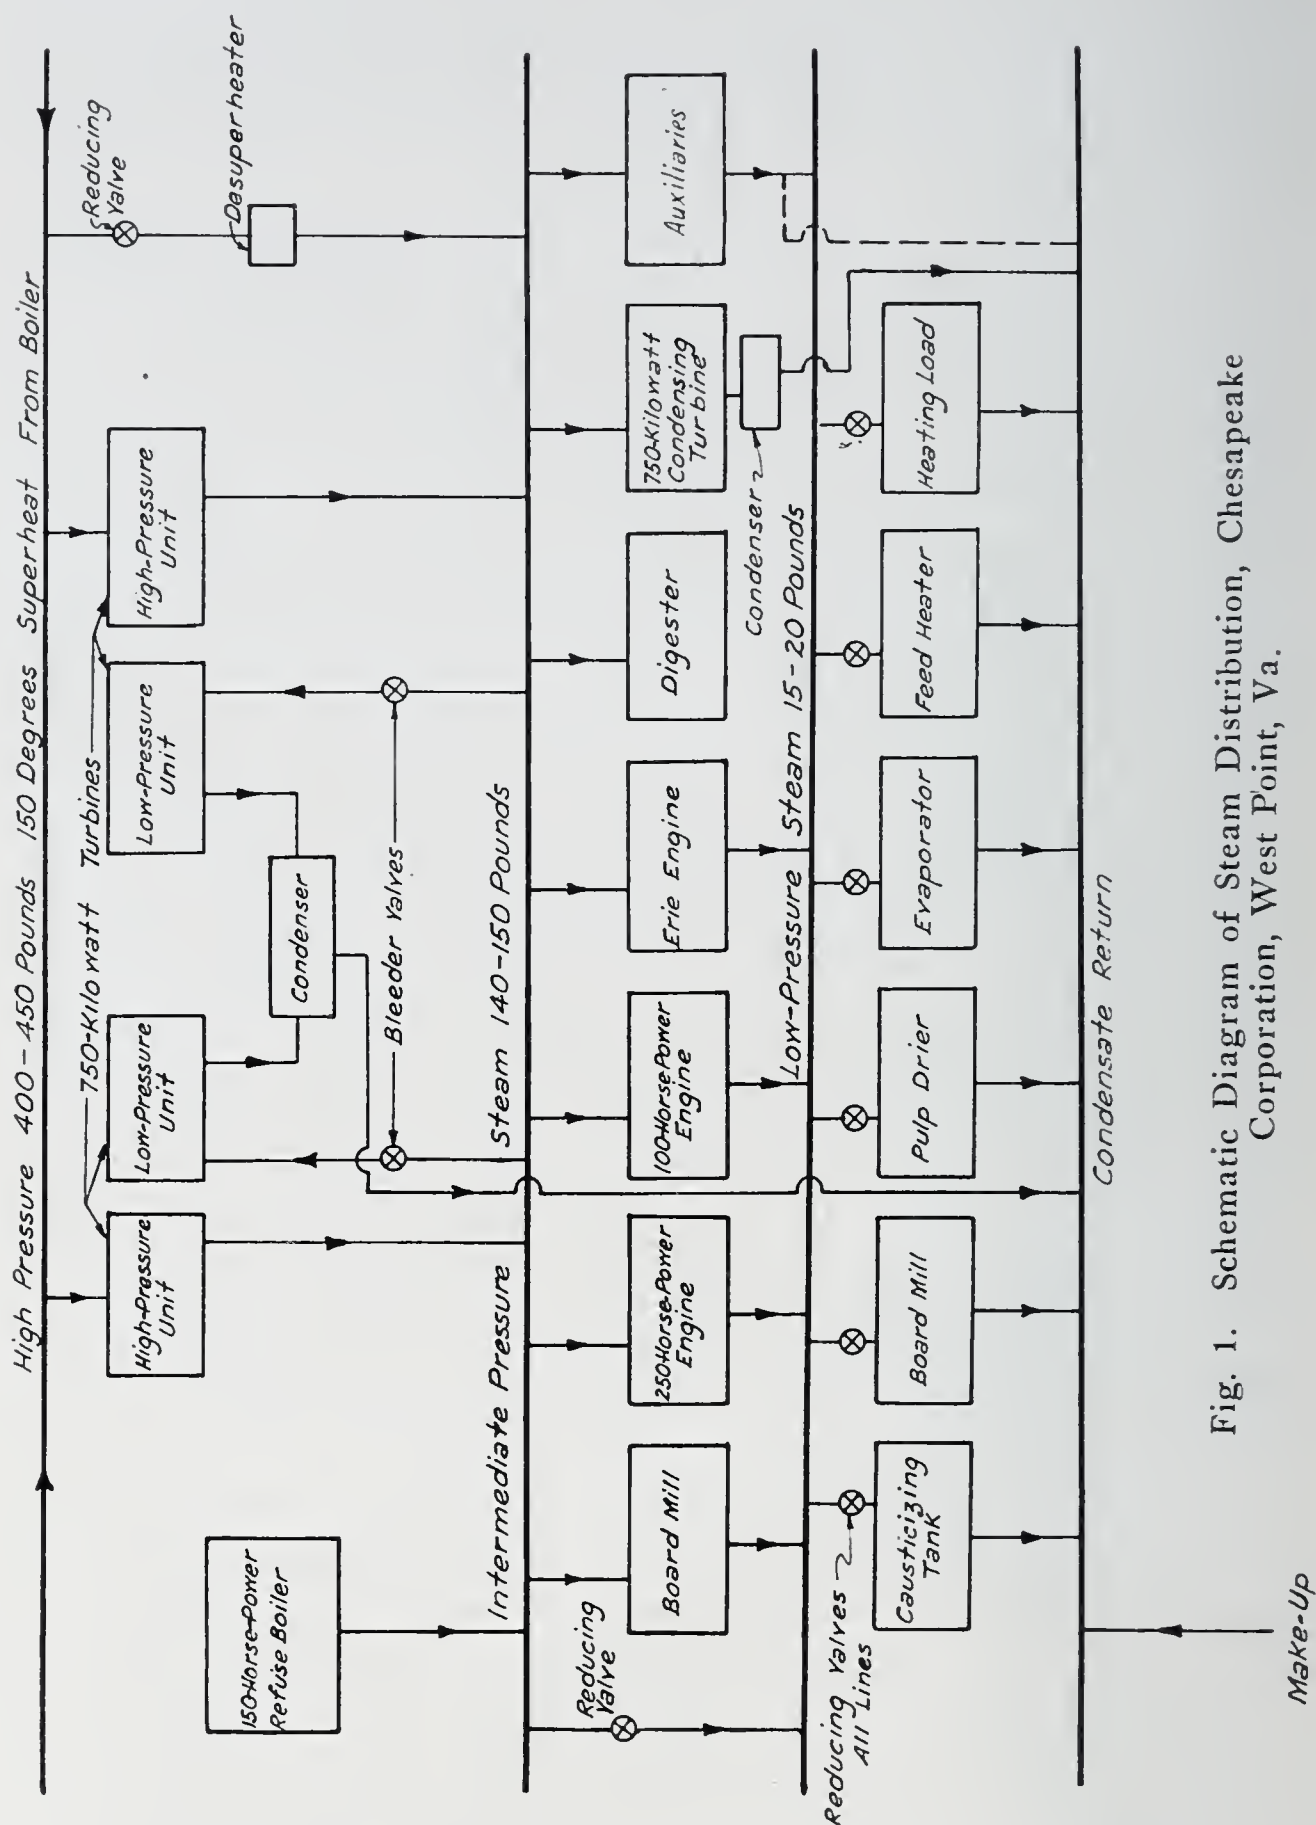 High Pressure 400-450 Pounds 150 Degrees Superheat From Boiler
750-Kilowatt Turbines
High-Pressure
Unit
Low-Pressure
Unit
Low-Pressure
Unit
High-Pressure
Unit
Reducing
Valve
150-Horse-Power
Refuse Boiler
Condenser
Dasuperheater
Bleeder Valves
Intermediate Pressure
Steam 140-150 Pounds
Reducing
Valve
Board Mill
250-Horse-Power
Engine
100-Horse-Power
Engine
Erie Engine
Digester
750-Kilowatt
Condensing
Turbine
Auxiliaries
Condenser
Low-Pressure Steam 15-20 Pounds
Reducing Valves
All Lines
Causticizing
Tank
Board Mill
Pulp Drier
Evaporator
Feed Heater
Heating Load
Condensate Return
Make-Up
Fig. 1. Schematic Diagram of Steam Distribution, Chesapeake
Corporation, West Point, Va.